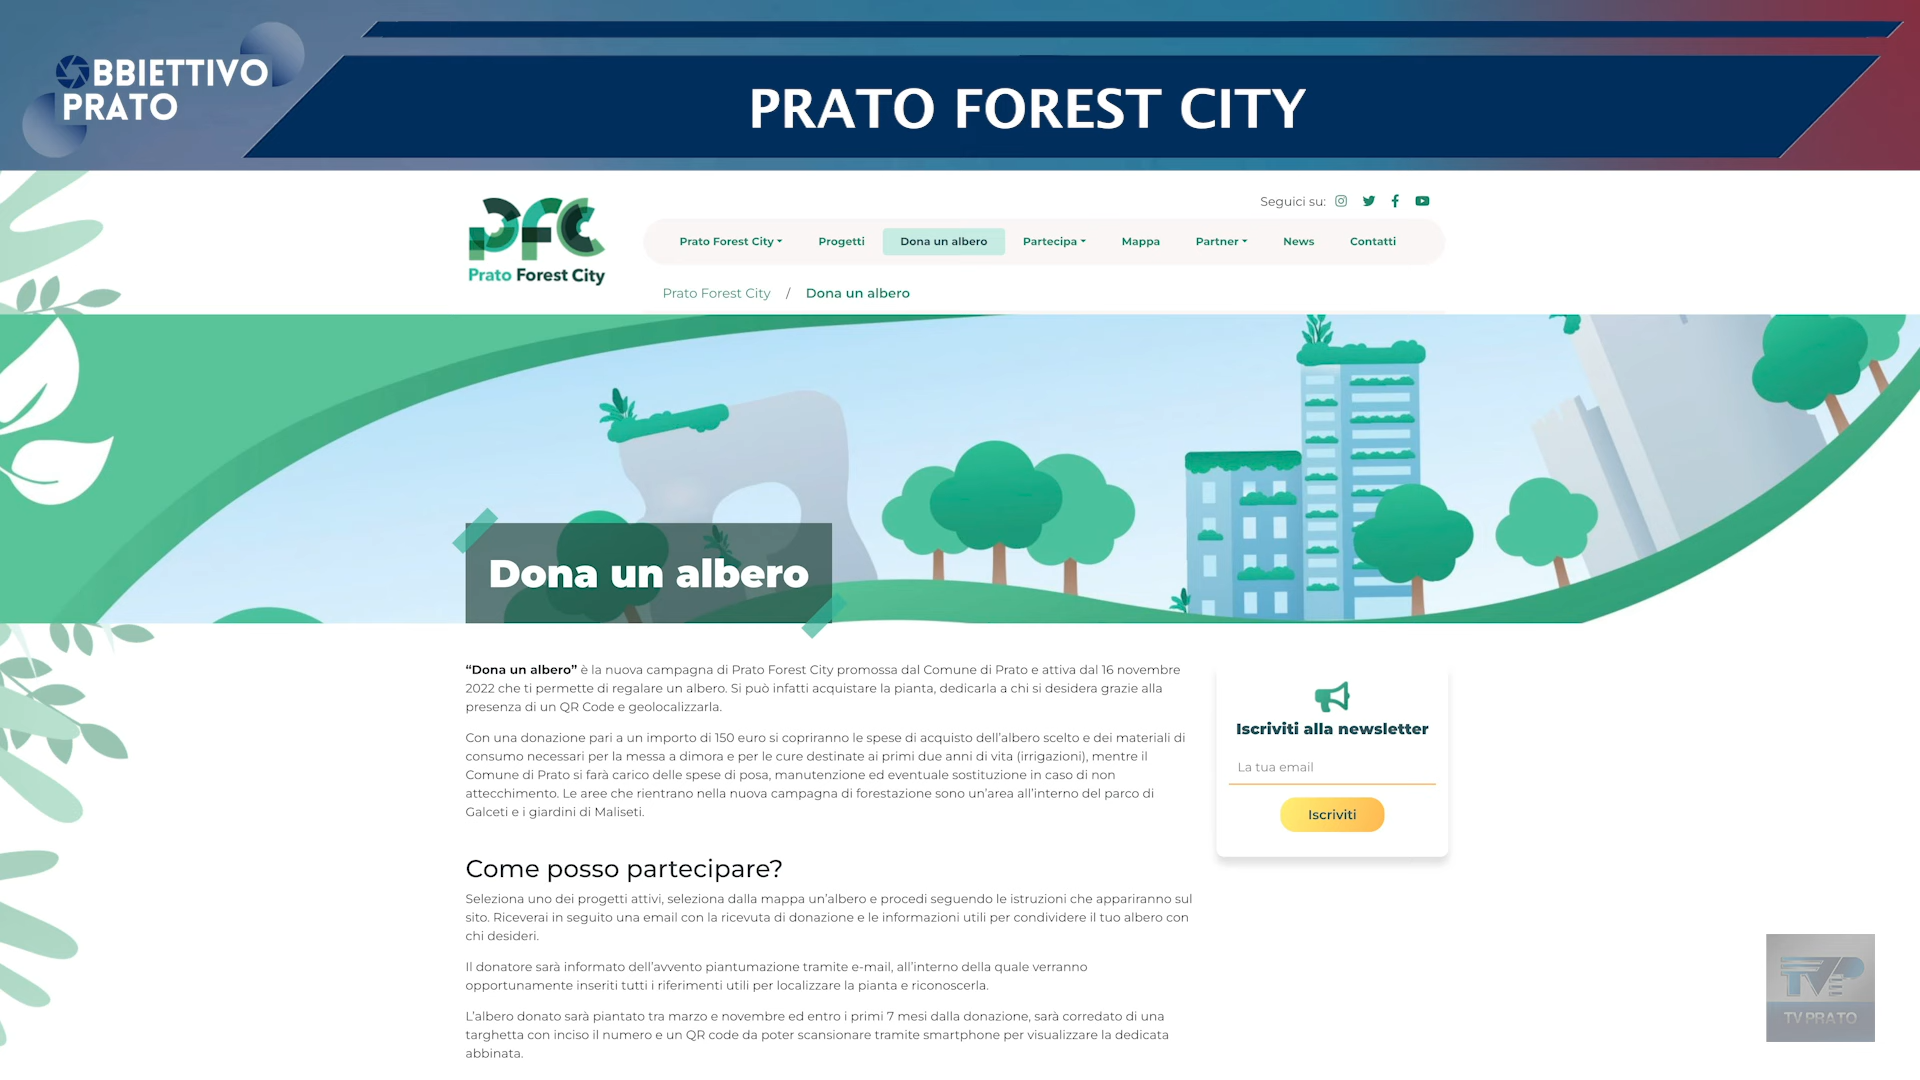 OBBIETTIVO
PRATO
PRATO FOREST CITY
Prato Forest City
Seguici su:
Prato Forest City Progetti Dona un albero Partecipa Mappa Partner News Contatti
Prato Forest City / Dona un albero
Dona un albero
“Dona un albero” è la nuova campagna di Prato Forest City promossa dal Comune di Prato e attiva dal 16 novembre
2022 che ti permette di regalare un albero. Si può infatti acquistare la pianta, dedicarla a chi si desidera grazie alla
presenza di un QR Code e geolocalizzarla.
Con una donazione pari a un importo di 150 euro si copriranno le spese di acquisto dell’albero scelto e dei materiali di
consumo necessari per la messa a dimora e per le cure destinate ai primi due anni di vita (irrigazioni), mentre il
Comune di Prato si farà carico delle spese di posa, manutenzione ed eventuale sostituzione in caso di non
attecchimento. Le aree che rientrano nella nuova campagna di forestazione sono un’area all’interno del parco di
Galceti e i giardini di Maliseti.
Come posso partecipare?
Seleziona uno dei progetti attivi, seleziona dalla mappa un’albero e procedi seguendo le istruzioni che appariranno sul
sito. Riceverai in seguito una email con la ricevuta di donazione e le informazioni utili per condividere il tuo albero con
chi desideri.
Il donatore sarà informato dell’avvento piantumazione tramite e-mail, all’interno della quale verranno
opportunamente inseriti tutti i riferimenti utili per localizzare la pianta e riconoscerla.
L’albero donato sarà piantato tra marzo e novembre ed entro i primi 7 mesi dalla donazione, sarà corredato di una
targhetta con inciso il numero e un QR code da poter scansionare tramite smartphone per visualizzare la dedicata
abbinata.
Iscriviti alla newsletter
La tua email
Iscriviti
TVP
TV PRATO